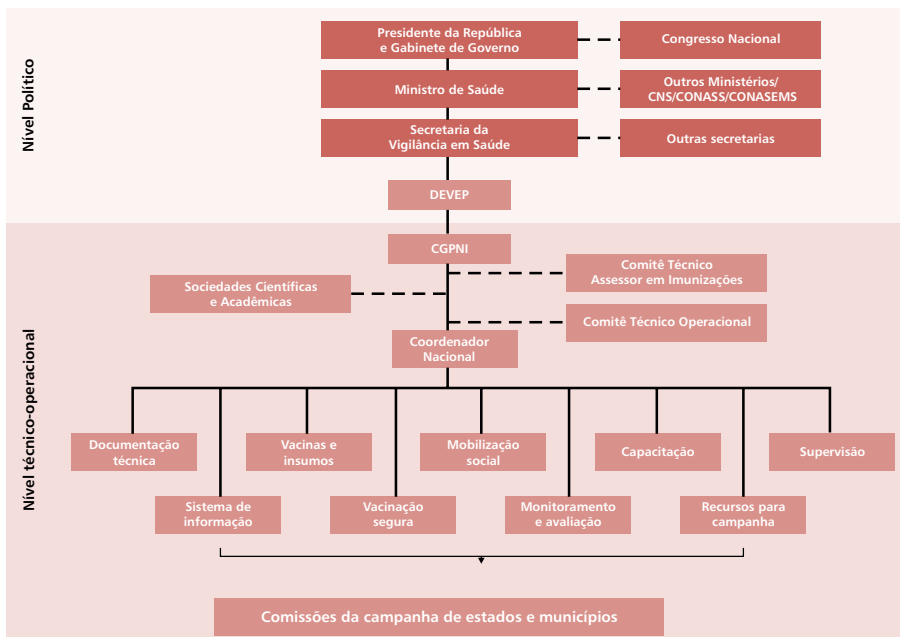 Nível Político
Presidente da República
e Gabinete de Governo
Congresso Nacional
Ministro de Saúde
Outros Ministérios/
CNS/CONASS/CONASEMS
Secretaria da
Vigilância em Saúde
Outras secretarias
DEVEP
Nível técnico-operacional
CGPNI
Comitê Técnico
Assessor em Imunizações
Sociedades Científicas
e Acadêmicas
Comitê Técnico Operacional
Coordenador
Nacional
Documentação
técnica
Vacinas e
insumos
Mobilização
social
Capacitação
Supervisão
Sistema de
informação
Vacinação
segura
Monitoramento
e avaliação
Recursos para
campanha
Comissões da campanha de estados e municípios